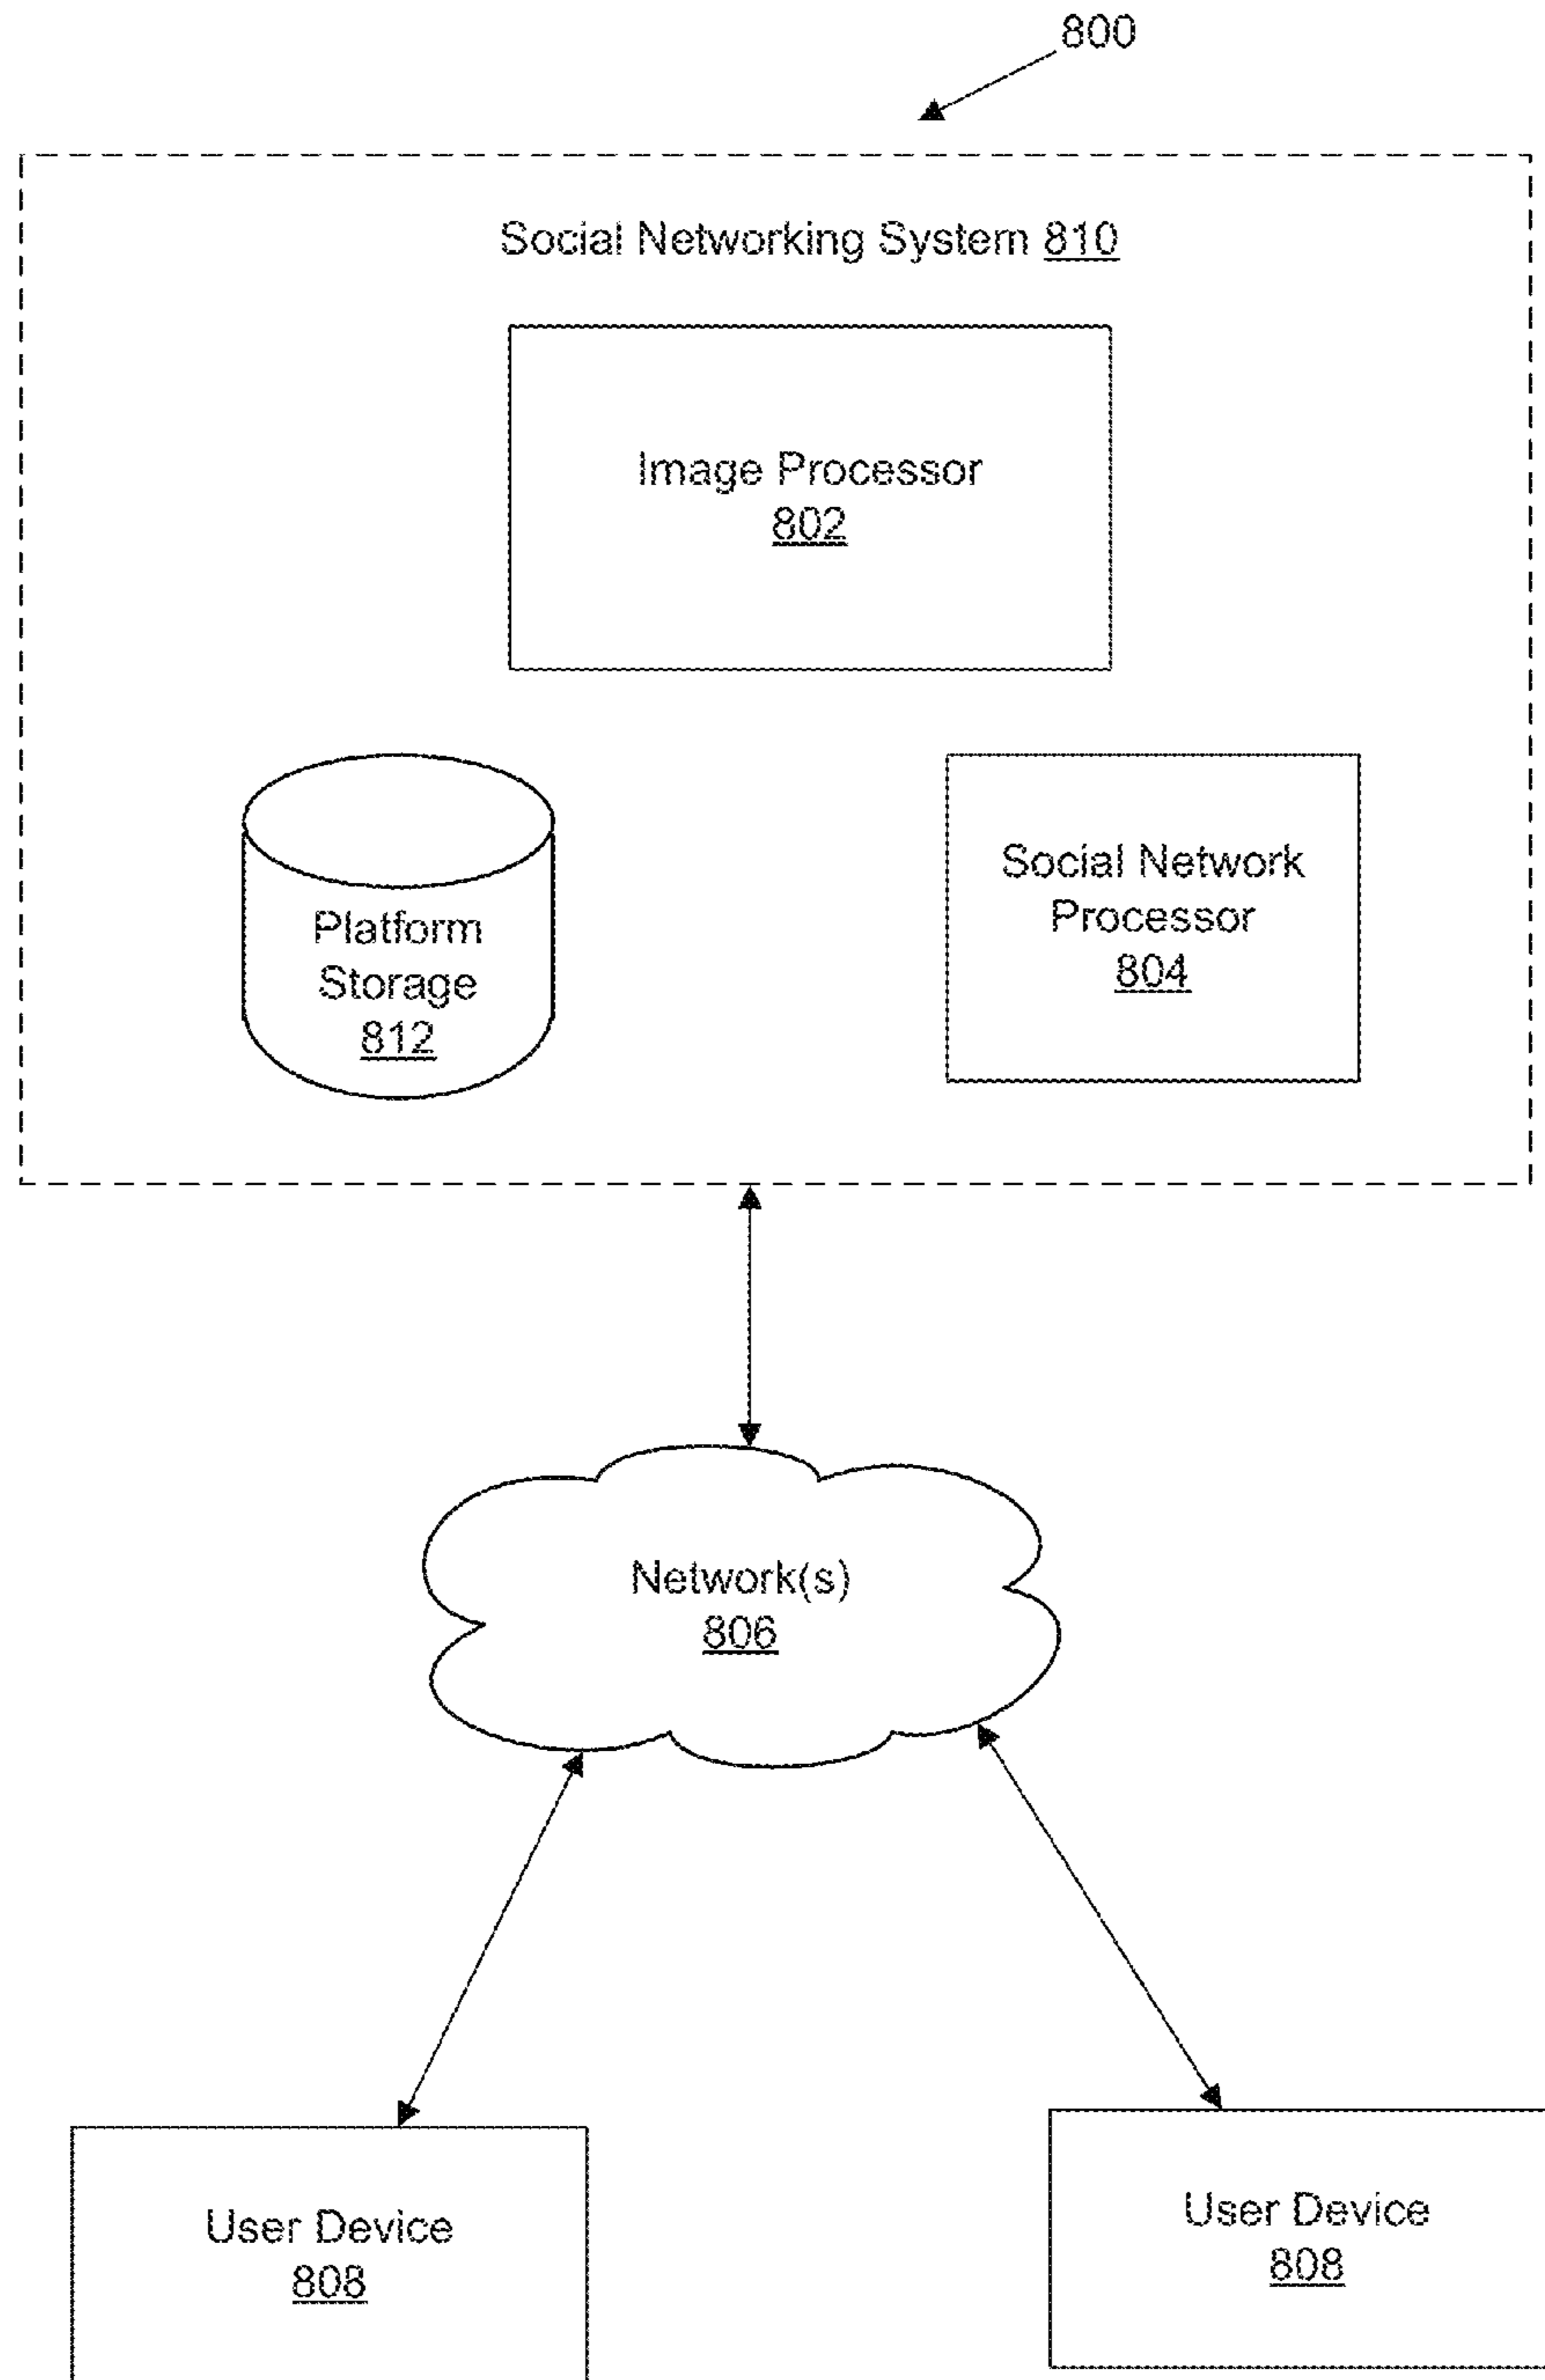 800
Social Networking System 810
Image Processor
802
Platform
Storage
812
Social Network
Processor
804
Network(s)
806
User Device
808
User Device
808